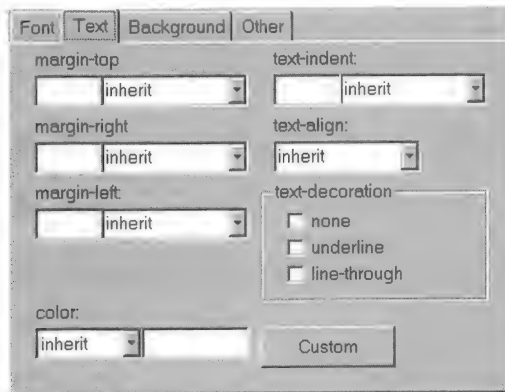 Font Text Background Other
margin-top text-indent:
inherit inherit
margin-right text-align:
inherit inherit
margin-left: text-decoration
inherit none
underline
line-through
color:
inherit Custom